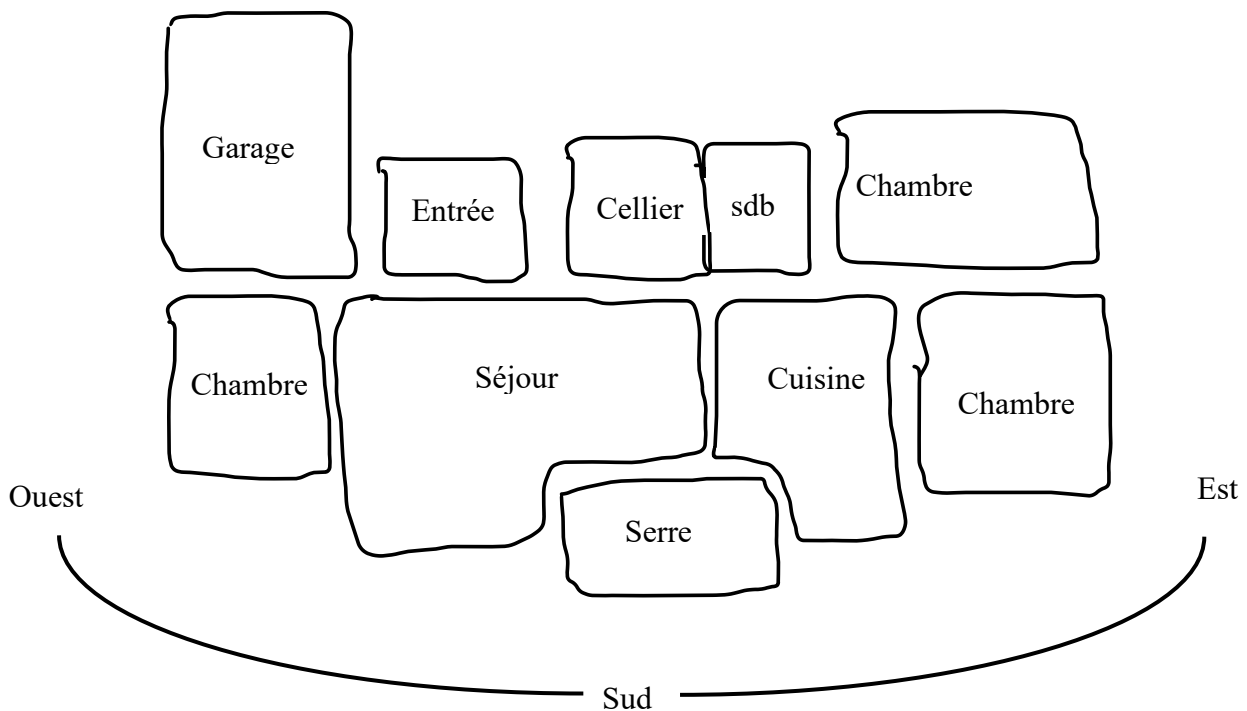 Garage
Entrée
Cellier
sdb
Chambre
Chambre
Séjour
Cuisine
Chambre
Serre
Ouest
Est
Sud